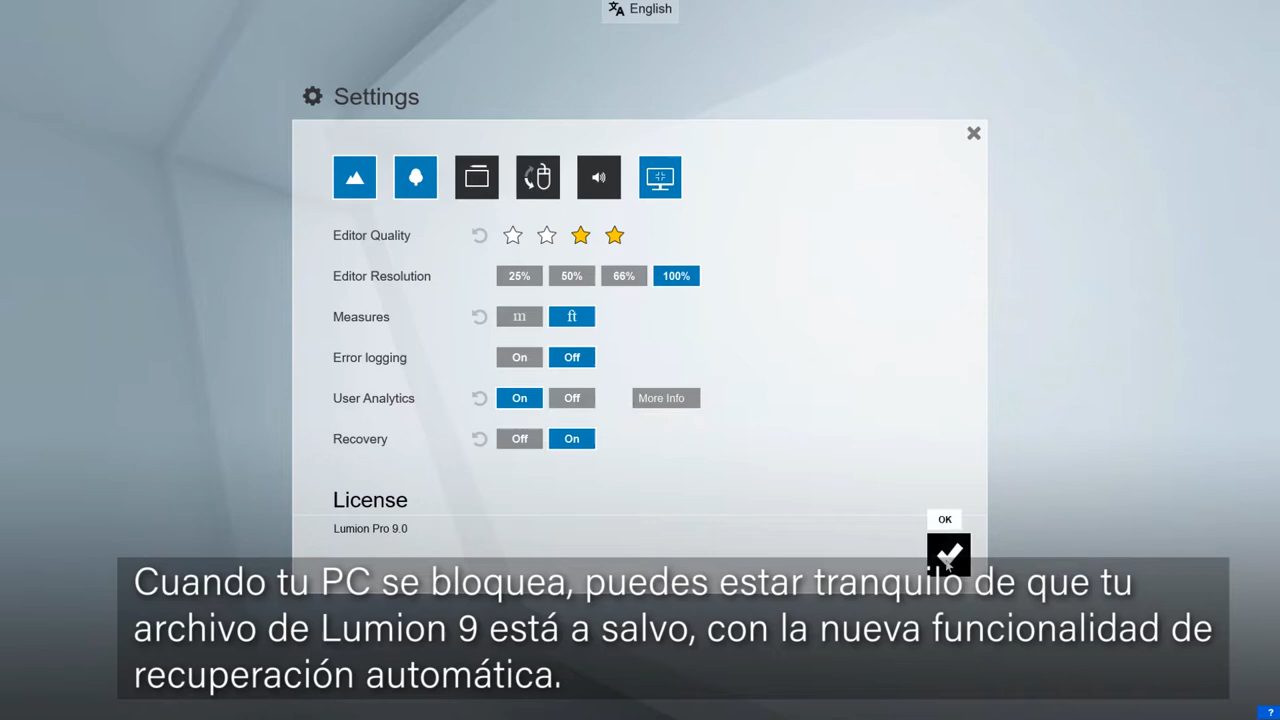 English
Settings
Editor Quality
Editor Resolution 25% 50% 66% 100%
Measures m ft
Error logging On Off
User Analytics On Off More Info
Recovery Off On
License
Lumion Pro 9.0
OK
Cuando tu PC se bloquea, puedes estar tranquilo de que tu
archivo de Lumion 9 está a salvo, con la nueva funcionalidad de
recuperación automática.
?